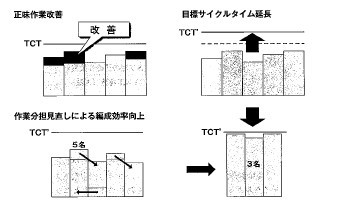 正味作業改善
改善
TCT
目標サイクルタイム延長
TCT'
作業分担見直しによる編成効率向上
TCT'
5名
TCT'
3名